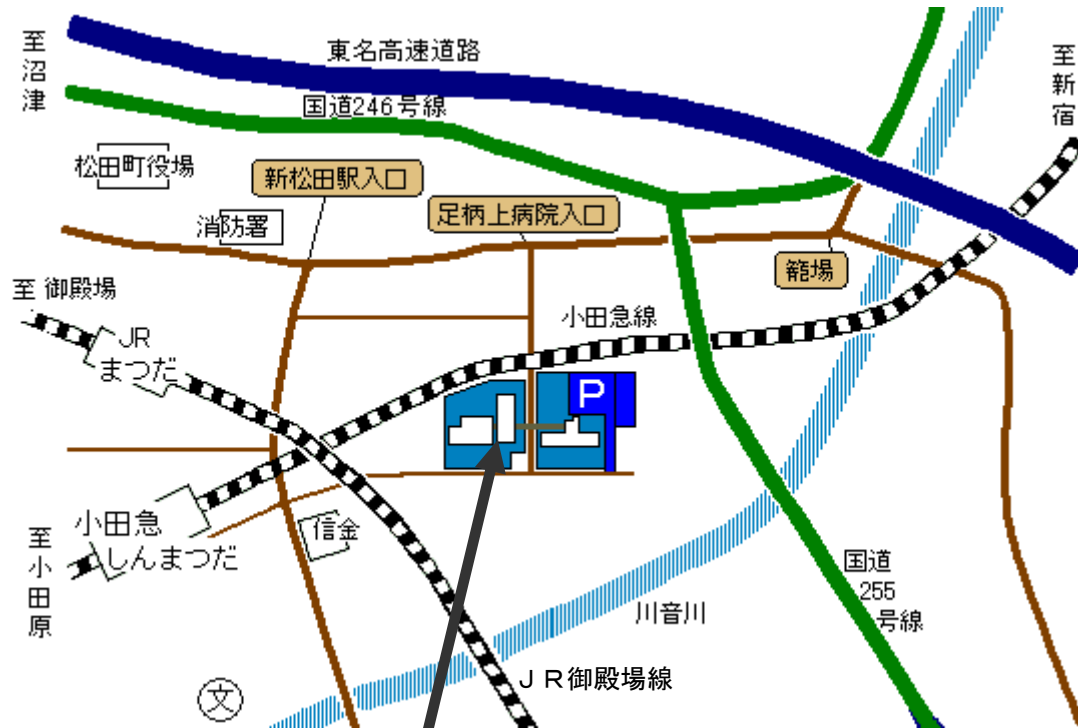 至沼津
東名高速道路
至新宿
国道246号線
松田町役場
新松田駅入口
足柄上病院入口
消防署
籠場
至 御殿場
小田急線
JR
まつだ
P
小田急
しんまつだ
至小田原
信金
国道
255
号線
川音川
JR御殿場線
文